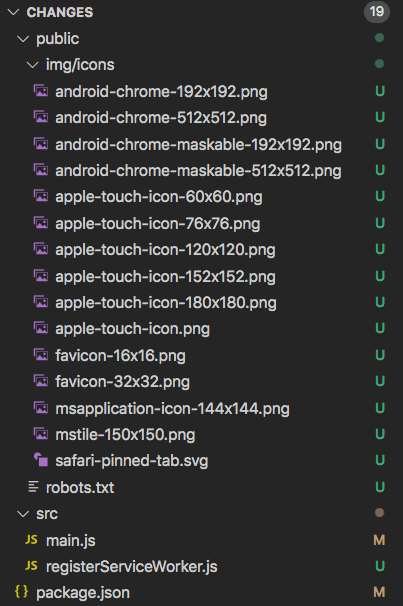 CHANGES 19
public
img/icons
android-chrome-192x192.png U
android-chrome-512x512.png U
android-chrome-maskable-192x192.png U
android-chrome-maskable-512x512.png U
apple-touch-icon-60x60.png U
apple-touch-icon-76x76.png U
apple-touch-icon-120x120.png U
apple-touch-icon-152x152.png U
apple-touch-icon-180x180.png U
apple-touch-icon.png U
favicon-16x16.png U
favicon-32x32.png U
msapplication-icon-144x144.png U
mstile-150x150.png U
safari-pinned-tab.svg U
robots.txt U
src
JS main.js M
JS registerServiceWorker.js U
{} package.json M